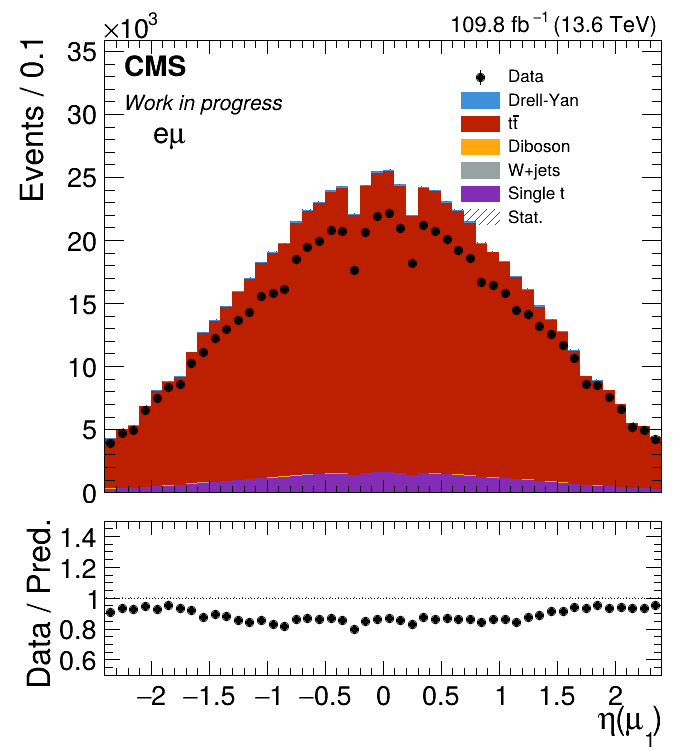 ×10³
109.8 fb⁻¹ (13.6 TeV)
CMS
Work in progress
eμ
Data
Drell-Yan
tt̅
Diboson
W+jets
Single t
Stat.
Events / 0.1
35
30
25
20
15
10
5
0
Data / Pred.
1.4
1.2
1
0.8
0.6
−2 −1.5 −1 −0.5 0 0.5 1 1.5 2
η(μ₁)